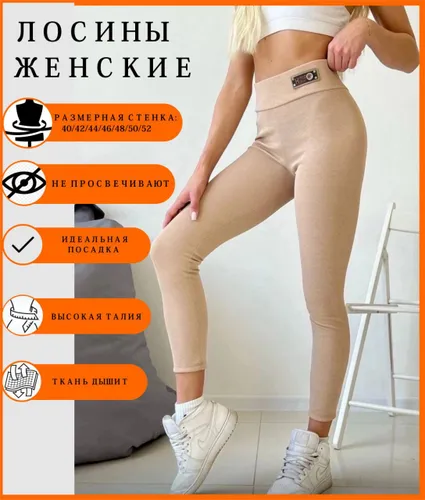 ЛОСИНЫ
ЖЕНСКИЕ
РАЗМЕРНАЯ СТЕНКА:
40/42/44/46/48/50/52
НЕ ПРОСВЕЧИВАЮТ
ИДЕАЛЬНАЯ
ПОСАДКА
ВЫСОКАЯ ТАЛИЯ
ТКАНЬ ДЫШИТ